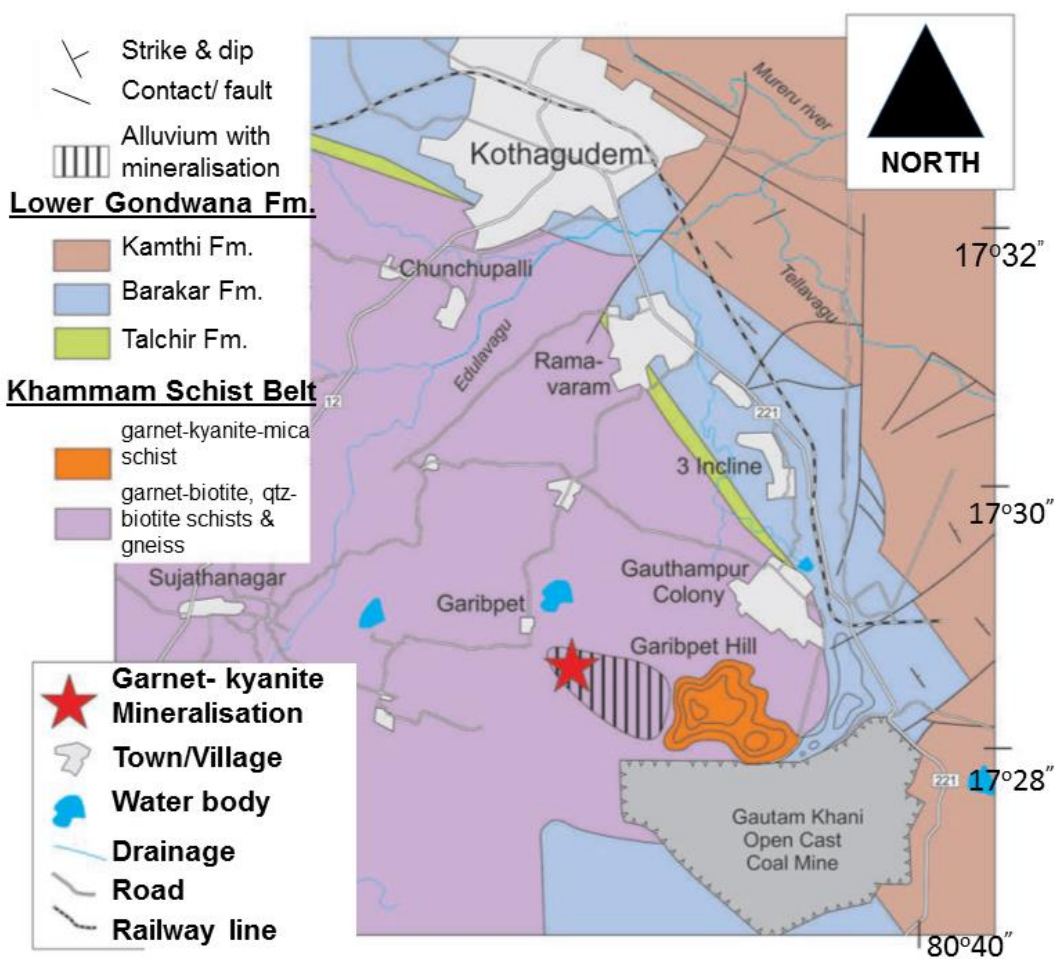 Strike & dip
Contact/ fault
Alluvium with
mineralisation
Lower Gondwana Fm.
Kamthi Fm.
Barakar Fm.
Talchir Fm.
Khammam Schist Belt
garnet-kyanite-mica
schist
garnet-biotite, qtz-
biotite schists &
gneiss
Garnet- kyanite
Mineralisation
Town/Village
Water body
Drainage
Road
Railway line
NORTH
Kothagudem
Mureru river
Chunchupalli
Edulavagu
Tellavagu
Rama-
varam
12
221
3 Incline
Sujathanagar
Garibpet
Gauthampur
Colony
Garibpet Hill
Gautam Khani
Open Cast
Coal Mine
221
17°32"
17°30"
17°28"
80°40"